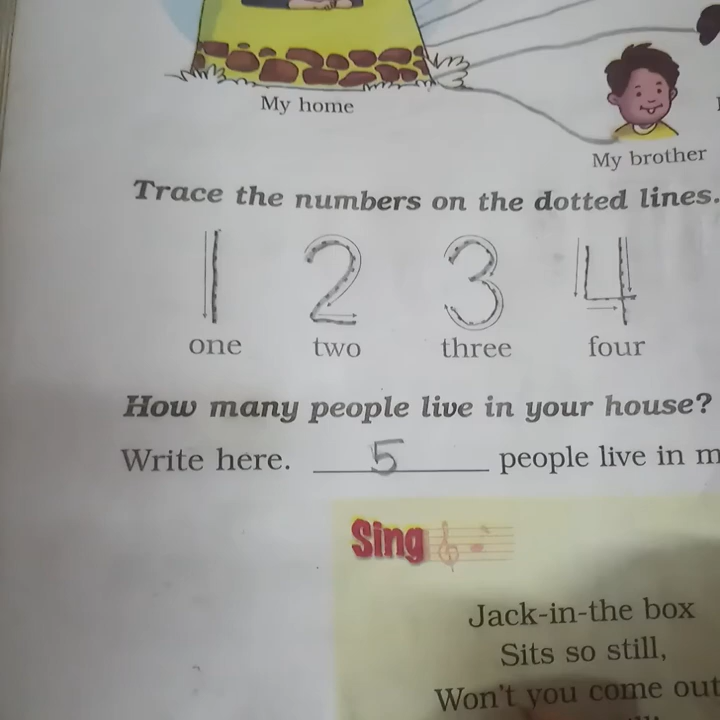 My home
My brother
Trace the numbers on the dotted lines.
1 2 3 4
one two three four
How many people live in your house?
Write here. 5 people live in m
Sing
Jack-in-the box
Sits so still,
Won't you come out